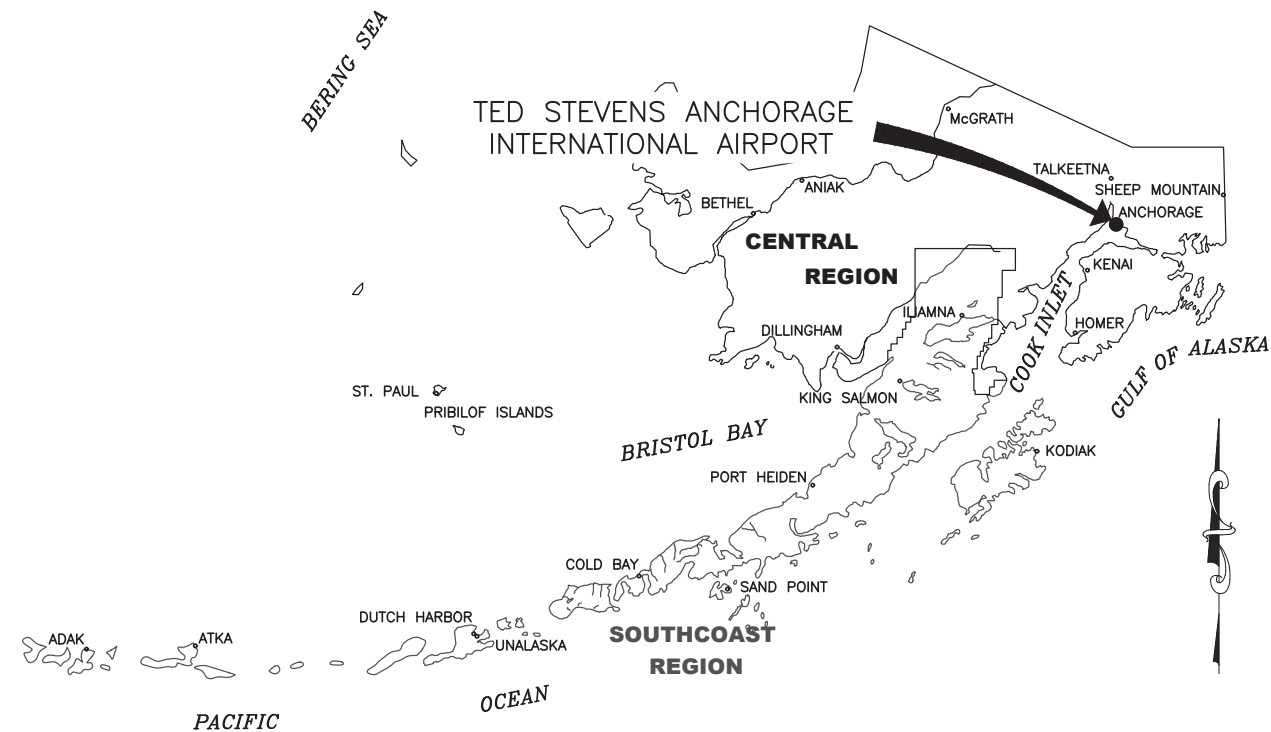 BERING SEA
TED STEVENS ANCHORAGE
INTERNATIONAL AIRPORT
McGRATH
TALKEETNA
SHEEP MOUNTAIN
ANIAK
BETHEL
ANCHORAGE
CENTRAL
REGION
KENAI
COOK INLET
ILIAMNA
HOMER
DILLINGHAM
GULF OF ALASKA
ST. PAUL
KING SALMON
PRIBILOF ISLANDS
BRISTOL BAY
KODIAK
PORT HEIDEN
COLD BAY
SAND POINT
DUTCH HARBOR
SOUTHCOAST
REGION
ADAK
ATKA
UNALASKA
OCEAN
PACIFIC